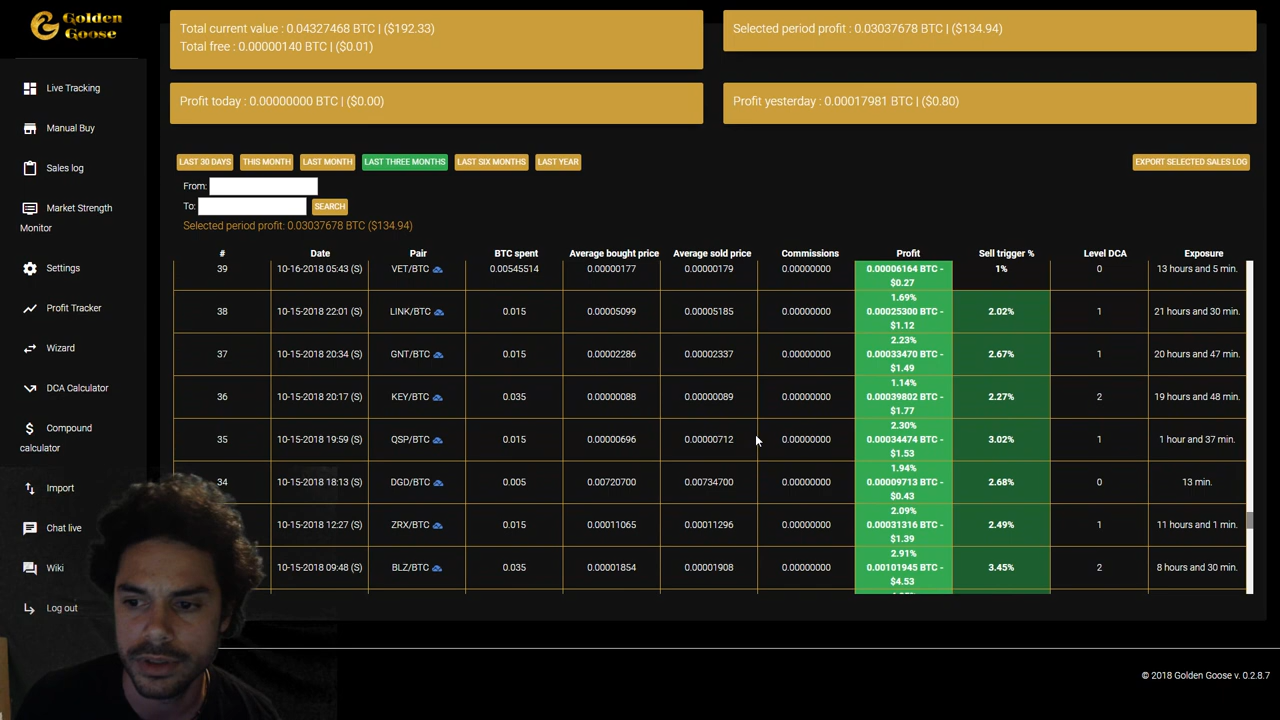 Golden
Goose
Total current value : 0.04327468 BTC | ($192.33)
Total free : 0.00000140 BTC | ($0.01)
Selected period profit : 0.03037678 BTC | ($134.94)
Profit today : 0.00000000 BTC | ($0.00)
Profit yesterday : 0.00017981 BTC | ($0.80)
Live Tracking
Manual Buy
Sales log
Market Strength
Monitor
Settings
Profit Tracker
Wizard
DCA Calculator
Compound
calculator
Import
Chat live
Wiki
Log out
LAST 30 DAYS THIS MONTH LAST MONTH LAST THREE MONTHS LAST SIX MONTHS LAST YEAR EXPORT SELECTED SALES LOG
From:
To: SEARCH
Selected period profit: 0.03037678 BTC ($134.94)
# Date Pair BTC spent Average bought price Average sold price Commissions Profit Sell trigger % Level DCA Exposure
39 10-16-2018 05:43 (S) VET/BTC 0.00545514 0.00000177 0.00000179 0.00000000 0.00006164 BTC - 1% 0 13 hours and 5 min.
$0.27
1.69%
38 10-15-2018 22:01 (S) LINK/BTC 0.015 0.00005099 0.00005185 0.00000000 0.00025300 BTC - 2.02% 1 21 hours and 30 min.
$1.12
2.23%
37 10-15-2018 20:34 (S) GNT/BTC 0.015 0.00002286 0.00002337 0.00000000 0.00033470 BTC - 2.67% 1 20 hours and 47 min.
$1.49
1.14%
36 10-15-2018 20:17 (S) KEY/BTC 0.035 0.00000088 0.00000089 0.00000000 0.00039802 BTC - 2.27% 2 19 hours and 48 min.
$1.77
2.30%
35 10-15-2018 19:59 (S) QSP/BTC 0.015 0.00000696 0.00000712 0.00000000 0.00034474 BTC - 3.02% 1 1 hour and 37 min.
$1.53
1.94%
34 10-15-2018 18:13 (S) DGD/BTC 0.005 0.00720700 0.00734700 0.00000000 0.00009713 BTC - 2.68% 0 13 min.
$0.43
2.09%
10-15-2018 12:27 (S) ZRX/BTC 0.015 0.00011065 0.00011296 0.00000000 0.00031316 BTC - 2.49% 1 11 hours and 1 min.
$1.39
2.91%
10-15-2018 09:48 (S) BLZ/BTC 0.035 0.00001854 0.00001908 0.00000000 0.00101945 BTC - 3.45% 2 8 hours and 30 min.
$4.53
© 2018 Golden Goose v. 0.2.8.7